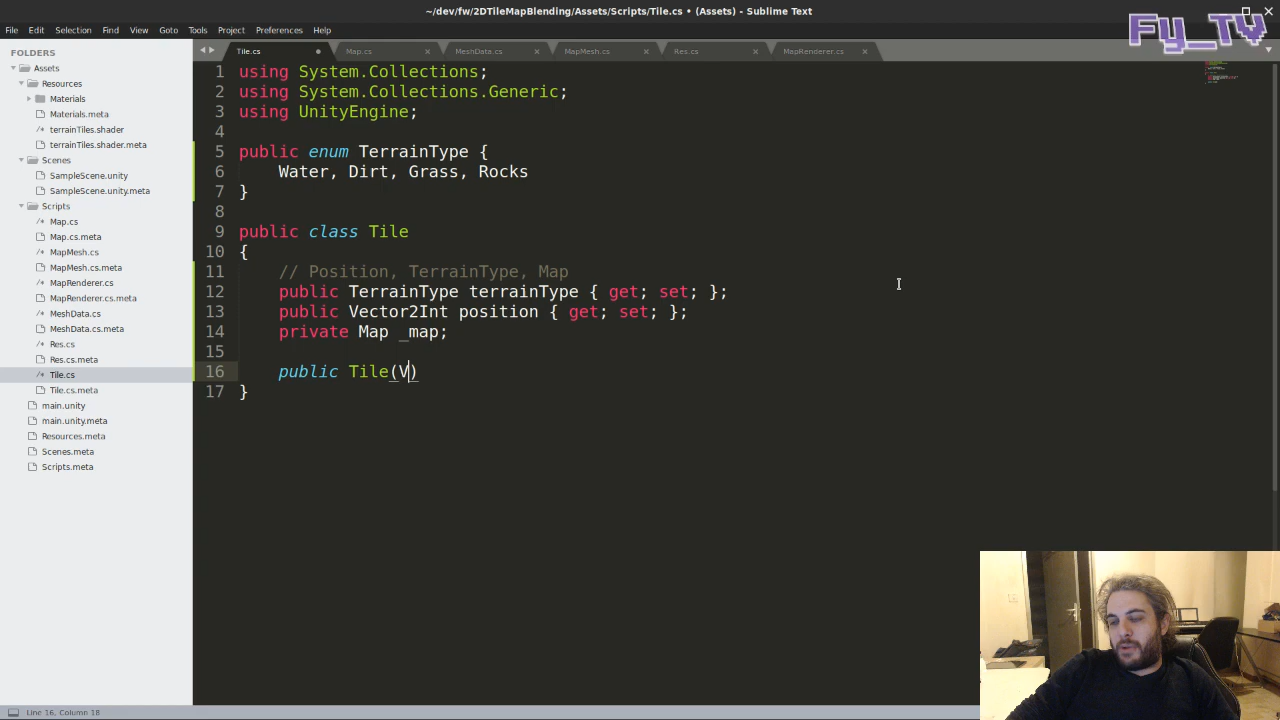 ~/dev/fw/2DTileMapBlending/Assets/Scripts/Tile.cs • (Assets) - Sublime Text
File Edit Selection Find View Goto Tools Project Preferences Help
Fy_TV
FOLDERS
Assets
Resources
Materials
Materials.meta
terrainTiles.shader
terrainTiles.shader.meta
Scenes
SampleScene.unity
SampleScene.unity.meta
Scripts
Map.cs
Map.cs.meta
MapMesh.cs
MapMesh.cs.meta
MapRenderer.cs
MapRenderer.cs.meta
MeshData.cs
MeshData.cs.meta
Res.cs
Res.cs.meta
Tile.cs
Tile.cs.meta
main.unity
main.unity.meta
Resources.meta
Scenes.meta
Scripts.meta
Tile.cs Map.cs MeshData.cs MapMesh.cs Res.cs MapRenderer.cs
1 using System.Collections;
2 using System.Collections.Generic;
3 using UnityEngine;
4
5 public enum TerrainType {
6 Water, Dirt, Grass, Rocks
7 }
8
9 public class Tile
10 {
11 // Position, TerrainType, Map
12 public TerrainType terrainType { get; set; };
13 public Vector2Int position { get; set; };
14 private Map _map;
15
16 public Tile(V)
17 }
Line 16, Column 18